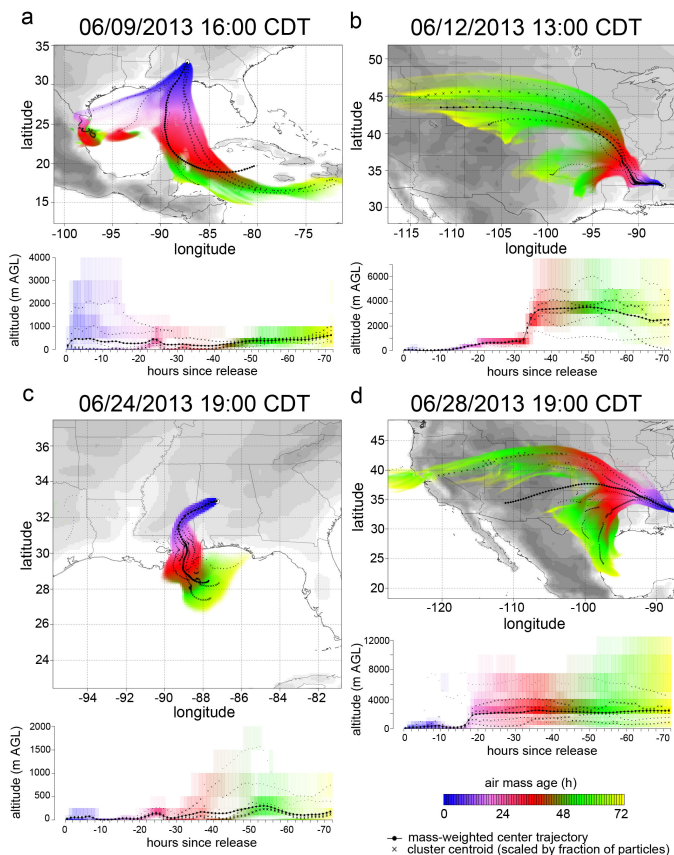 a
06/09/2013 16:00 CDT
35
30
25
20
15
latitude
-100 -95 -90 -85 -80 -75
longitude
4000
3000
2000
1000
0
altitude (m AGL)
0 -10 -20 -30 -40 -50 -60 -70
hours since release
b
06/12/2013 13:00 CDT
50
45
40
35
30
latitude
-115 -110 -105 -100 -95 -90
longitude
6000
4000
2000
0
altitude (m AGL)
0 -10 -20 -30 -40 -50 -60 -70
hours since release
c
06/24/2013 19:00 CDT
36
34
32
30
28
26
24
latitude
-94 -92 -90 -88 -86 -84 -82
longitude
2000
1500
1000
500
0
altitude (m AGL)
0 -10 -20 -30 -40 -50 -60 -70
hours since release
d
06/28/2013 19:00 CDT
45
40
35
30
25
20
latitude
-120 -110 -100 -90
longitude
12000
8000
4000
0
altitude (m AGL)
0 -10 -20 -30 -40 -50 -60 -70
hours since release
air mass age (h)
0 24 48 72
mass-weighted center trajectory
× cluster centroid (scaled by fraction of particles)